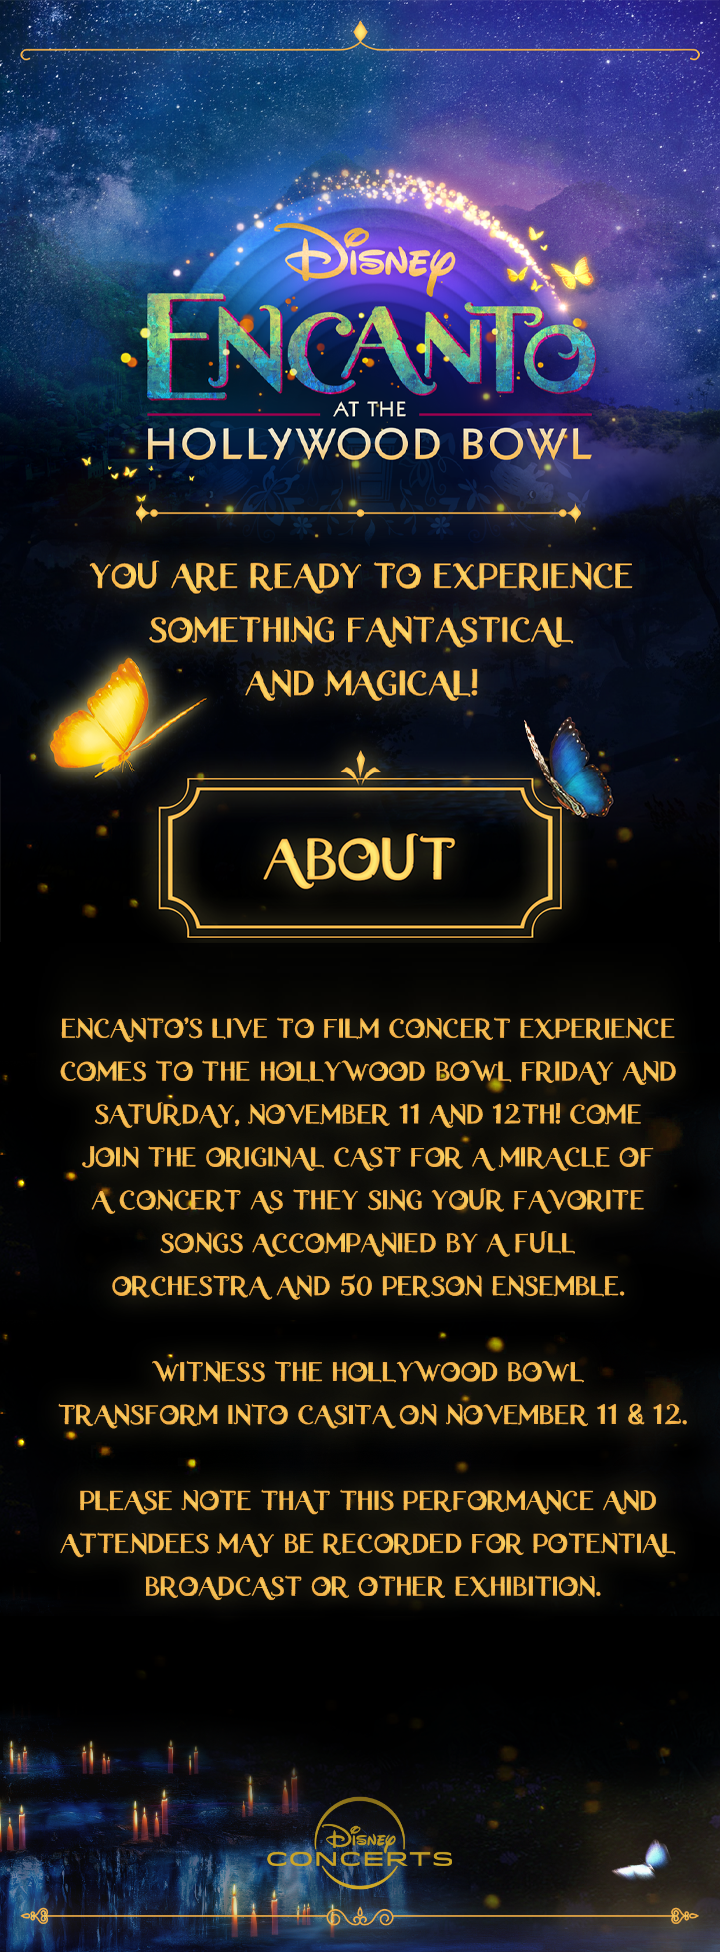 Disney
ENCANTO
AT THE
HOLLYWOOD BOWL
YOU ARE READY TO EXPERIENCE
SOMETHING FANTASTICAL
AND MAGICAL!
ABOUT
ENCANTO'S LIVE TO FILM CONCERT EXPERIENCE
COMES TO THE HOLLYWOOD BOWL FRIDAY AND
SATURDAY, NOVEMBER 11 AND 12TH! COME
JOIN THE ORIGINAL CAST FOR A MIRACLE OF
A CONCERT AS THEY SING YOUR FAVORITE
SONGS ACCOMPANIED BY A FULL
ORCHESTRA AND 50 PERSON ENSEMBLE.
WITNESS THE HOLLYWOOD BOWL
TRANSFORM INTO CASITA ON NOVEMBER 11 & 12.
PLEASE NOTE THAT THIS PERFORMANCE AND
ATTENDEES MAY BE RECORDED FOR POTENTIAL
BROADCAST OR OTHER EXHIBITION.
Disney
CONCERTS